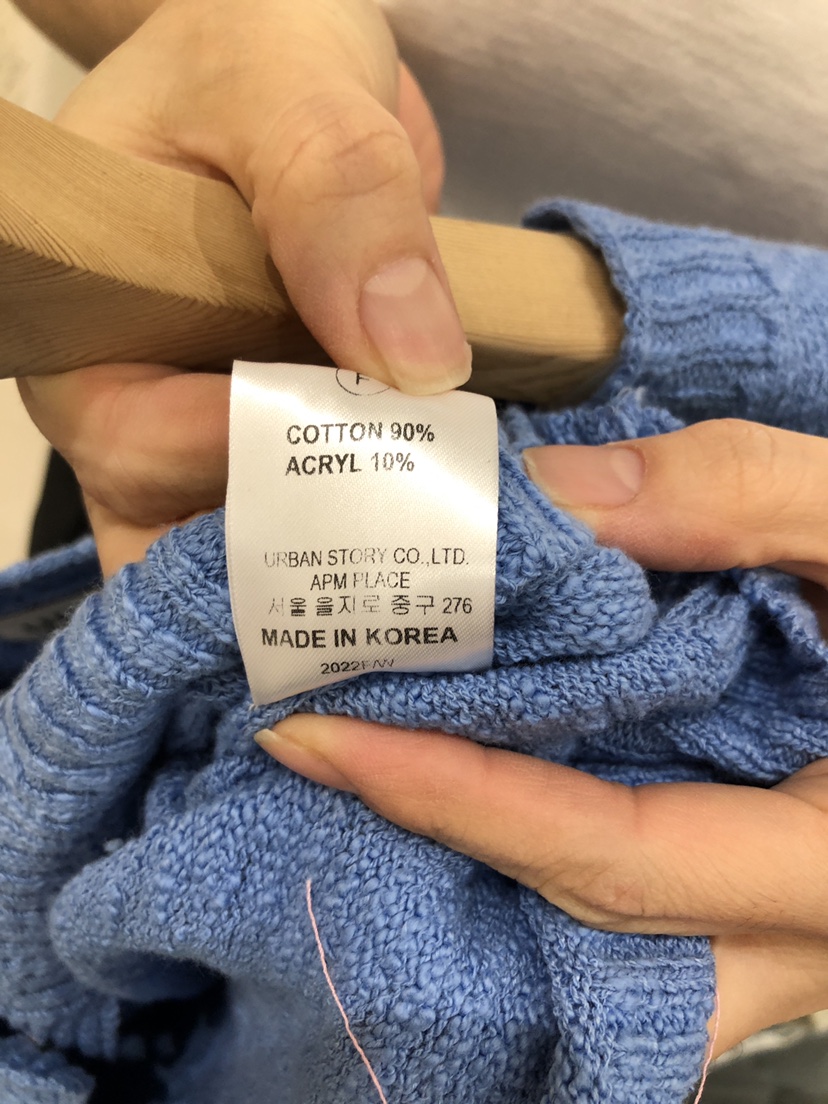 COTTON 90%
ACRYL 10%
URBAN STORY CO.,LTD.
APM PLACE
서울 을지로 중구 276
MADE IN KOREA
2022F/W